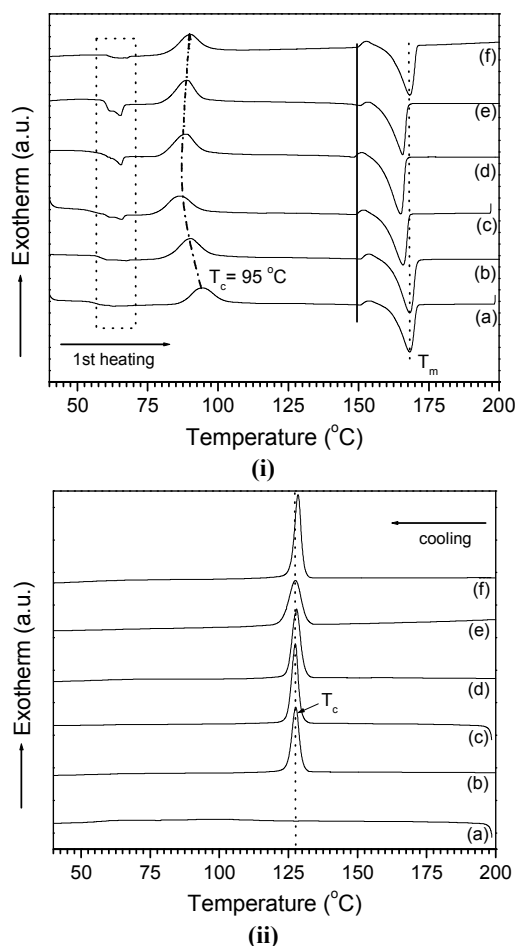 Exotherm (a.u.)
(f)
(e)
(d)
(c)
(b)
(a)
T_c= 95 °C
1st heating
T_m
50 75 100 125 150 175 200
Temperature (°C)
(i)
Exotherm (a.u.)
cooling
(f)
(e)
(d)
T_c
(c)
(b)
(a)
50 75 100 125 150 175 200
Temperature (°C)
(ii)